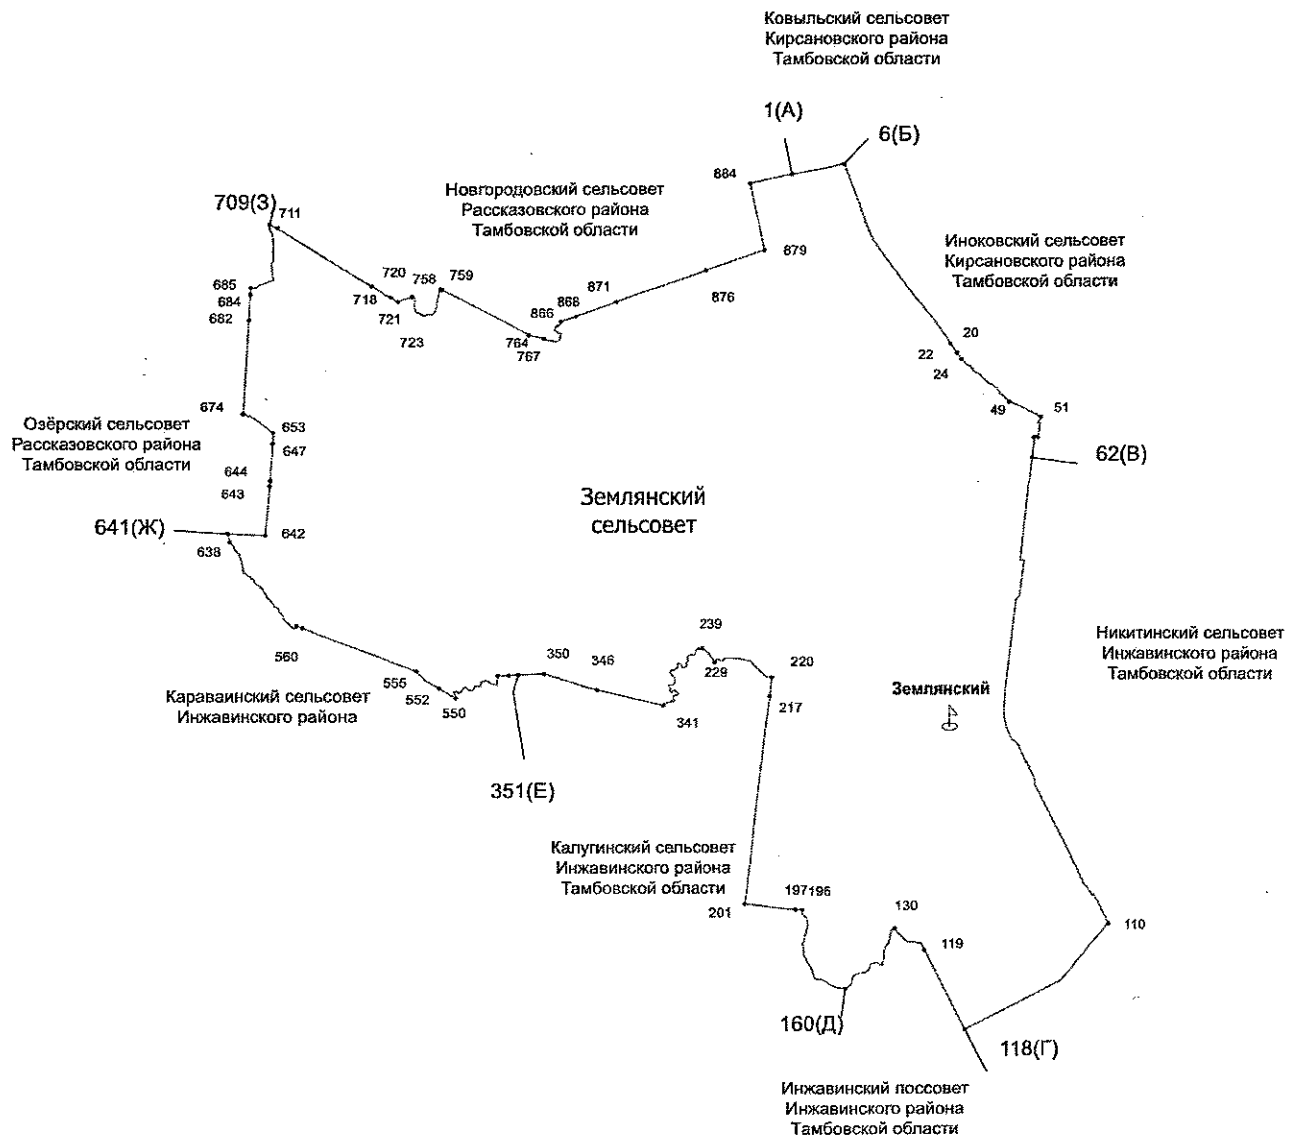 Ковыльский сельсовет
Кирсановского района
Тамбовской области
1(А)
6(Б)
884
Новгородовский сельсовет
Рассказовского района
Тамбовской области
709(З)
711
Иноковский сельсовет
Кирсановского района
Тамбовской области
879
876
685
684
682
720
758
759
718
721
723
871
868
866
764
767
20
22
24
49
51
62(В)
674
Озёрский сельсовет
Рассказовского района
Тамбовской области
653
647
644
643
641(Ж)
642
638
Землянский
сельсовет
Никитинский сельсовет
Инжавинского района
Тамбовской области
560
555
552
550
350
346
239
229
220
217
341
Караваинский сельсовет
Инжавинского района
Землянский
351(Е)
Калугинский сельсовет
Инжавинского района
Тамбовской области
201
197
196
130
119
110
160(Д)
118(Г)
Инжавинский поссовет
Инжавинского района
Тамбовской области